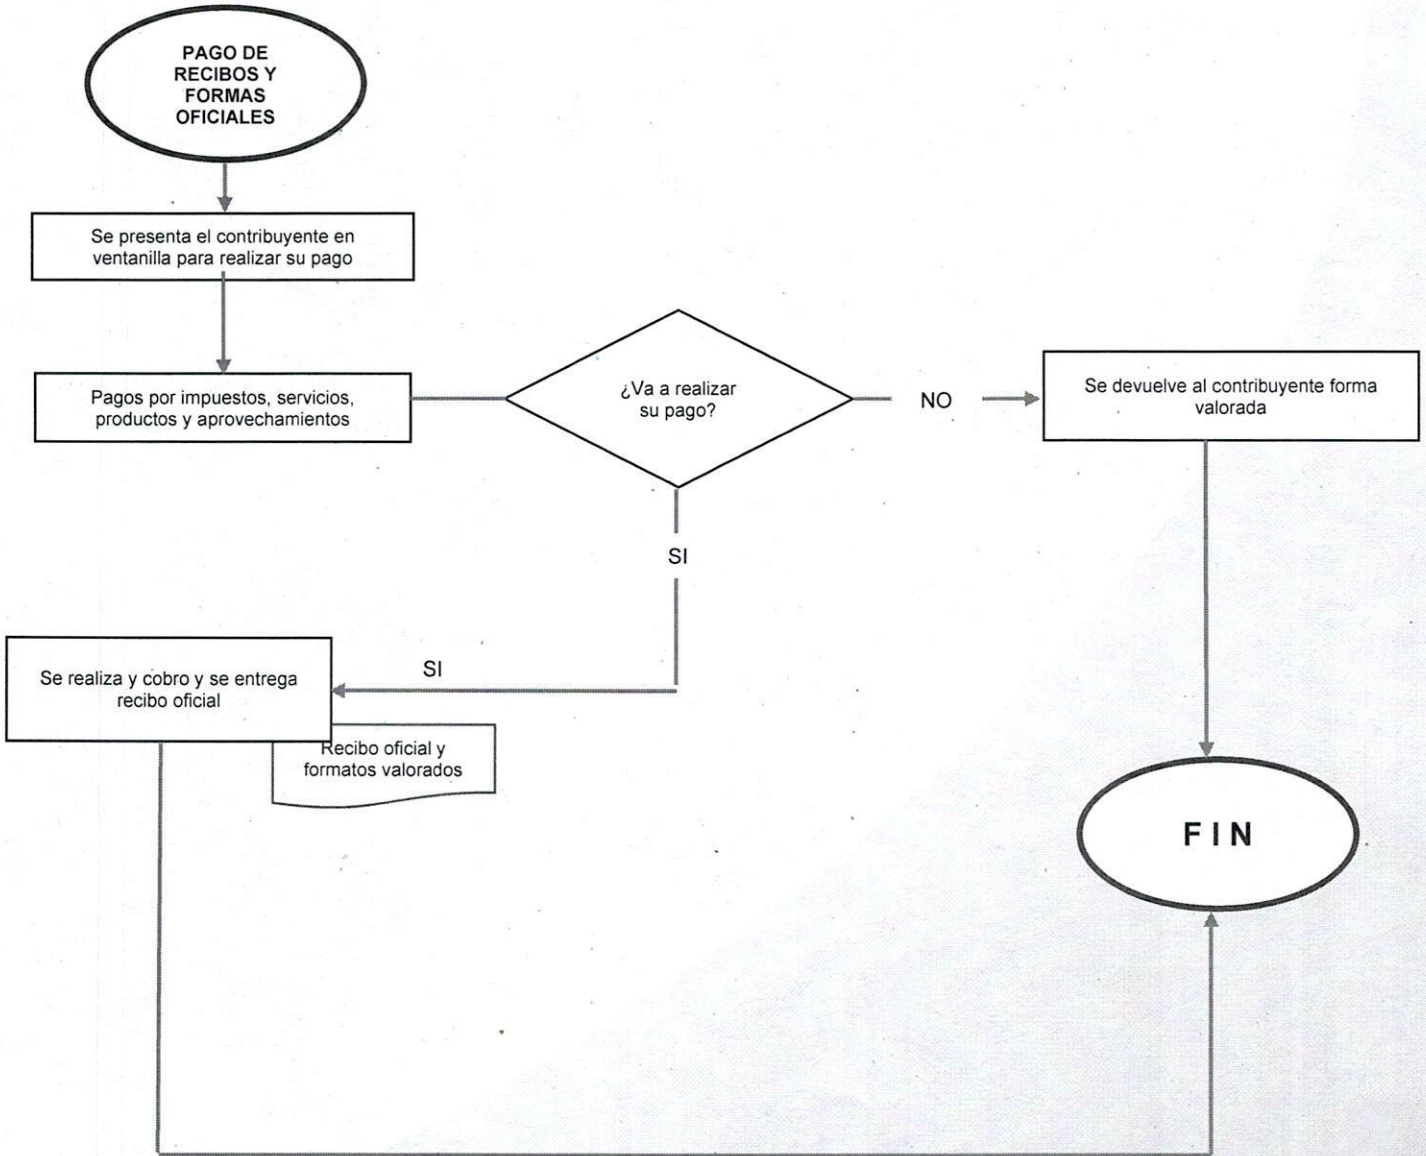 PAGO DE
RECIBOS Y
FORMAS
OFICIALES
Se presenta el contribuyente en
ventanilla para realizar su pago
Pagos por impuestos, servicios,
productos y aprovechamientos
¿Va a realizar
su pago?
NO
Se devuelve al contribuyente forma
valorada
SI
SI
Se realiza y cobro y se entrega
recibo oficial
Recibo oficial y
formatos valorados
F I N